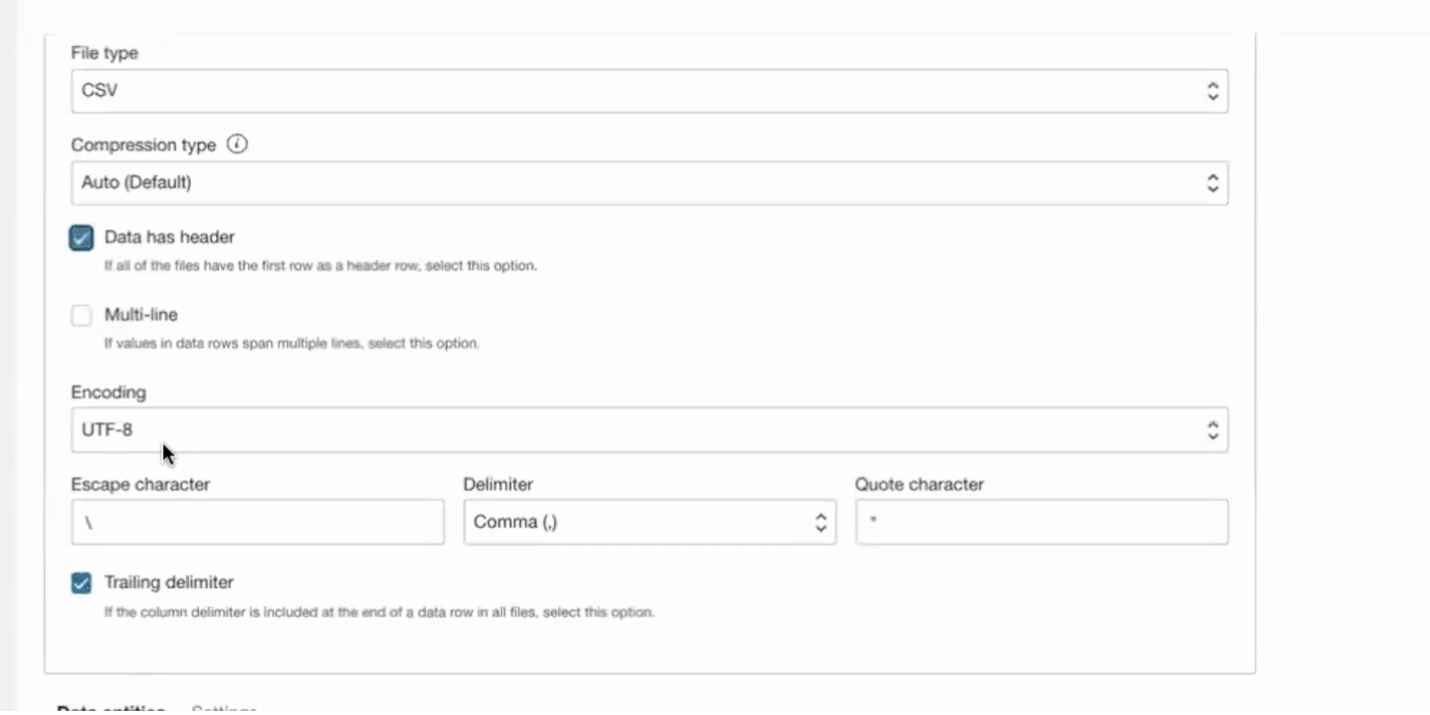 File type
CSV
Compression type
Auto (Default)
Data has header
If all of the files have the first row as a header row, select this option.
Multi-line
If values in data rows span multiple lines, select this option.
Encoding
UTF-8
Escape character Delimiter Quote character
\ Comma (,) "
Trailing delimiter
If the column delimiter is included at the end of a data row in all files, select this option.
Data entities Settings